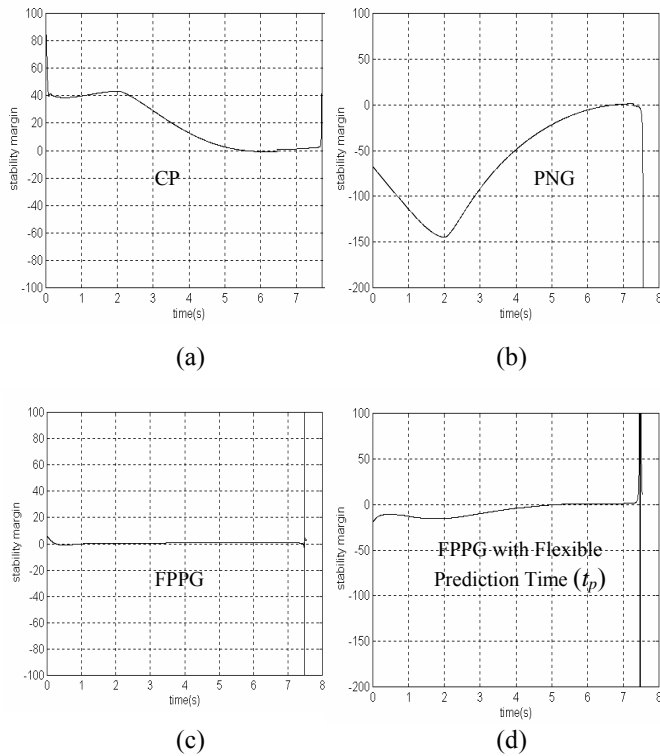 100
80
60
40
20
0
-20
-40
-60
-80
-100
stability margin
CP
0 1 2 3 4 5 6 7 8
time(s)
(a)
100
50
0
-50
-100
-150
-200
stability margin
PNG
0 1 2 3 4 5 6 7 8
time(s)
(b)
100
80
60
40
20
0
-20
-40
-60
-80
-100
stability margin
FPPG
0 1 2 3 4 5 6 7 8
time(s)
(c)
100
50
0
-50
-100
-150
-200
stability margin
FPPG with Flexible
Prediction Time (tp)
0 1 2 3 4 5 6 7 8
time(s)
(d)